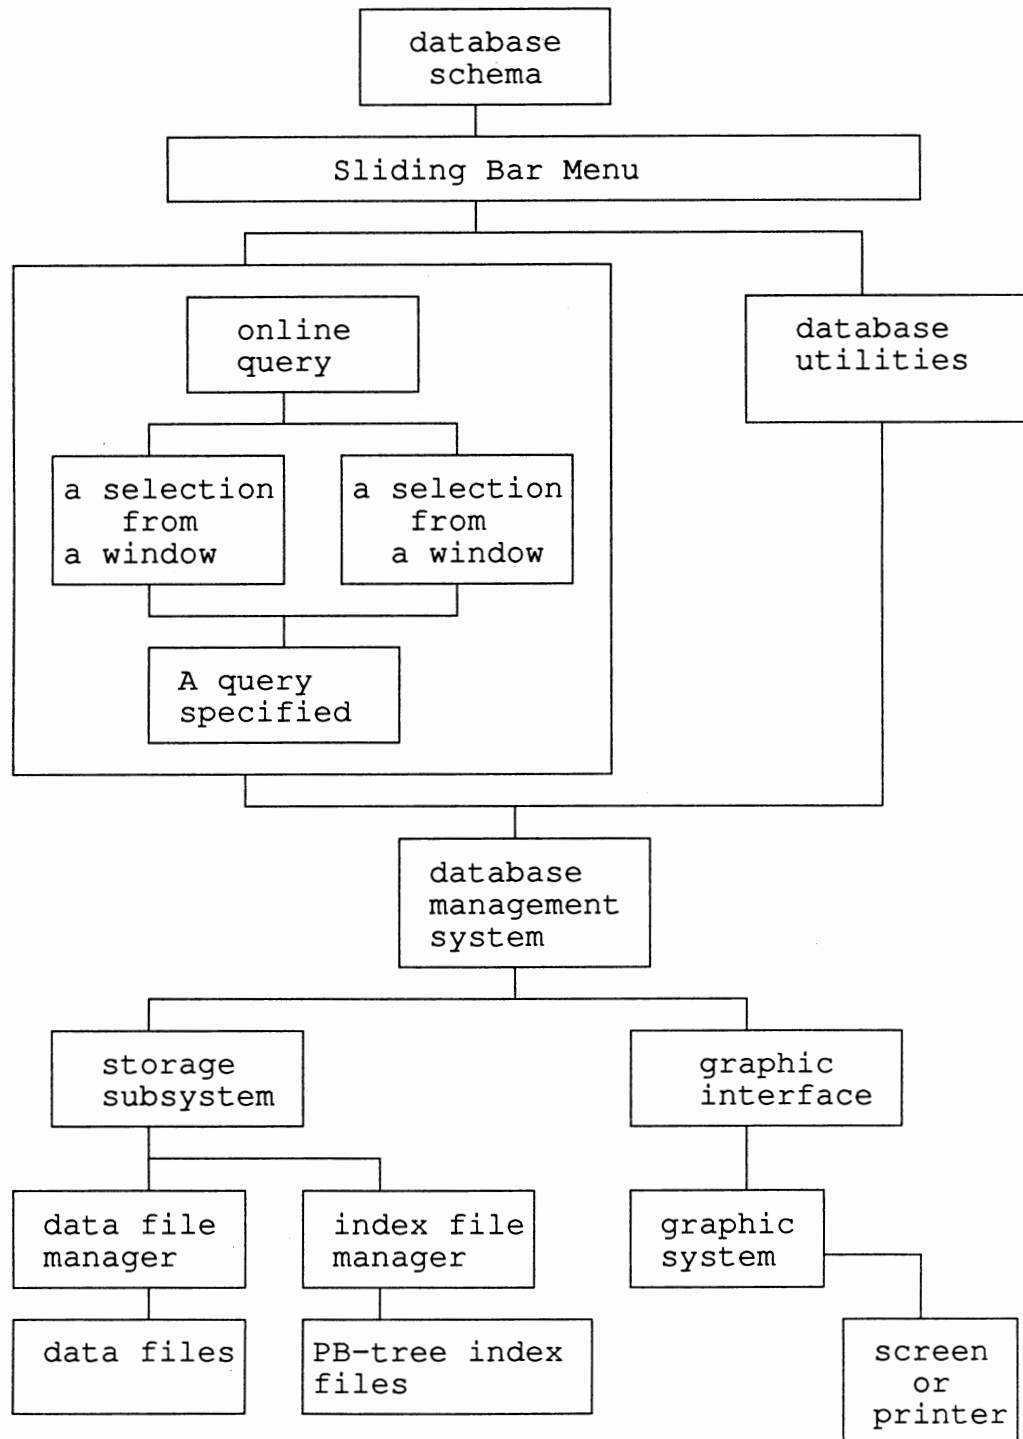 database
schema
Sliding Bar Menu
online
query
database
utilities
a selection
from
a window
a selection
from
a window
A query
specified
database
management
system
storage
subsystem
graphic
interface
data file
manager
index file
manager
graphic
system
data files
PB-tree index
files
screen
or
printer